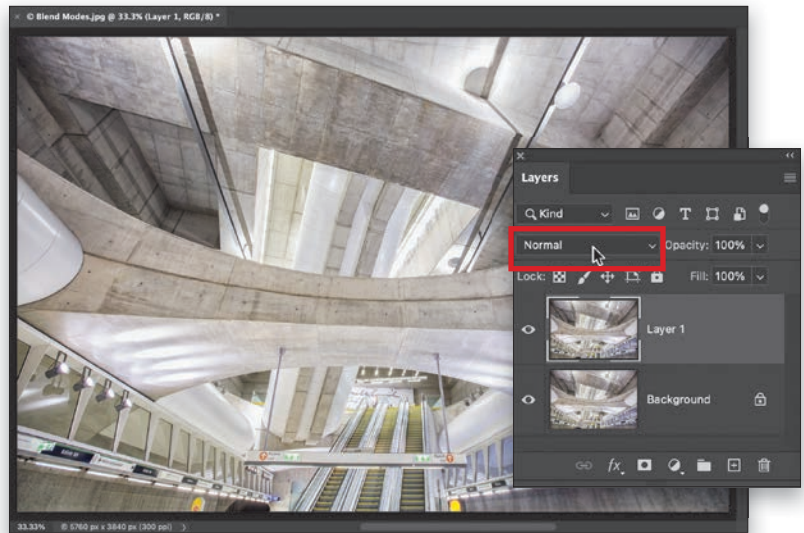 × © Blend Modes.jpg @ 33.3% (Layer 1, RGB/8) *
Layers
Kind
Normal
Opacity: 100%
Lock:
Fill: 100%
Layer 1
Background
fx
33.33%
© 5760 px x 3840 px (300 ppi)